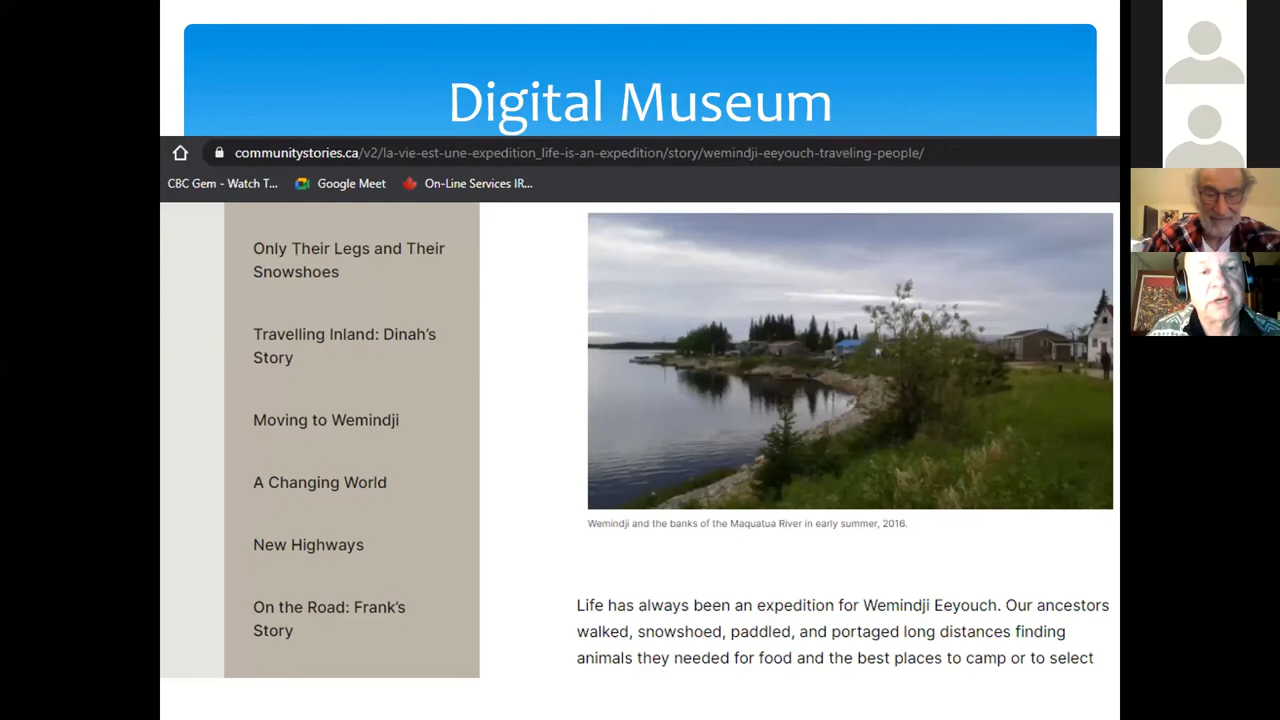 Digital Museum
communitystories.ca/v2/la-vie-est-une-expedition_life-is-an-expedition/story/wemindji-eeyouch-traveling-people/
CBC Gem - Watch T...
Google Meet
On-Line Services IR...
Only Their Legs and Their
Snowshoes
Travelling Inland: Dinah's
Story
Moving to Wemindji
A Changing World
New Highways
On the Road: Frank's
Story
Wemindji and the banks of the Maquatua River in early summer, 2016.
Life has always been an expedition for Wemindji Eeyouch. Our ancestors
walked, snowshoed, paddled, and portaged long distances finding
animals they needed for food and the best places to camp or to select